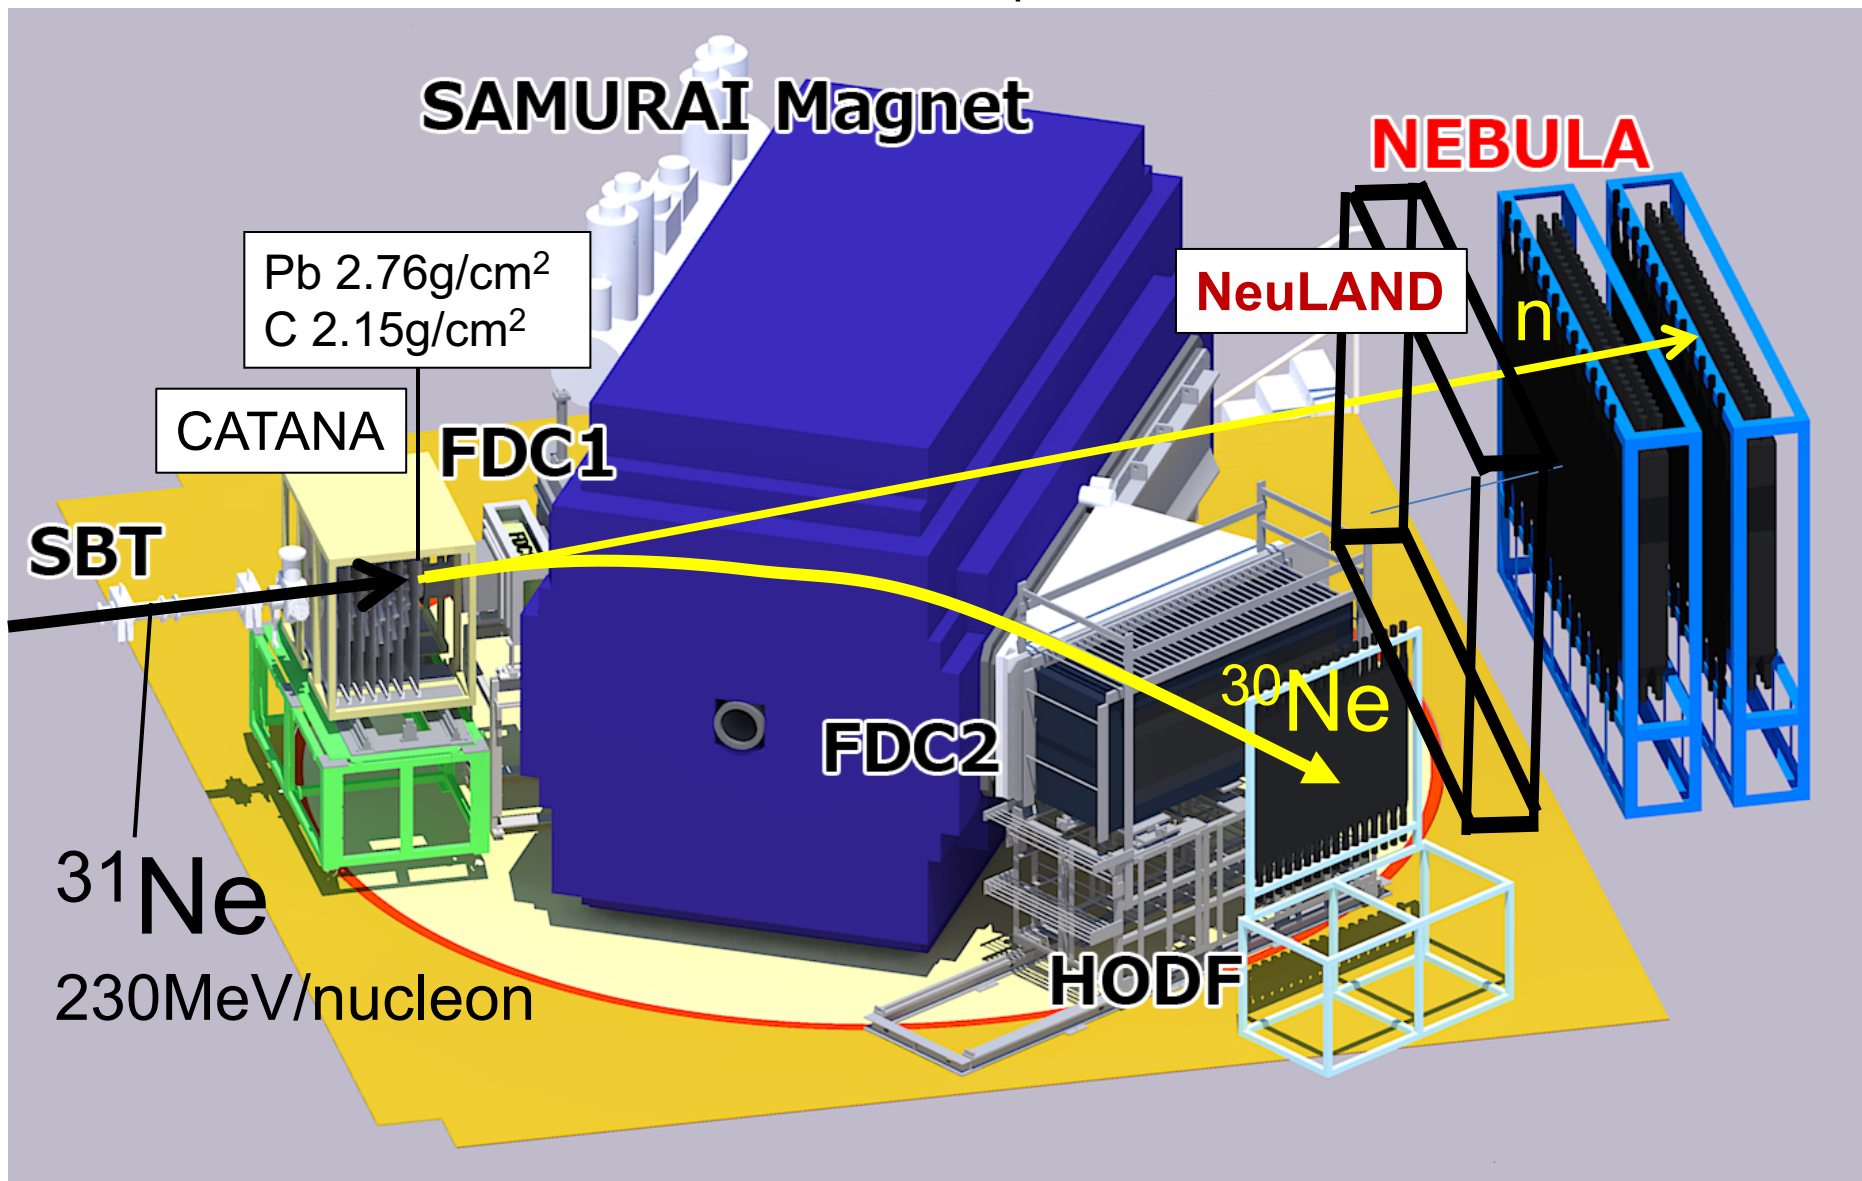 SAMURAI Magnet
NEBULA
Pb 2.76g/cm²
C 2.15g/cm²
NeuLAND
n
CATANA
FDC1
SBT
³⁰Ne
FDC2
³¹Ne
230MeV/nucleon
HODF